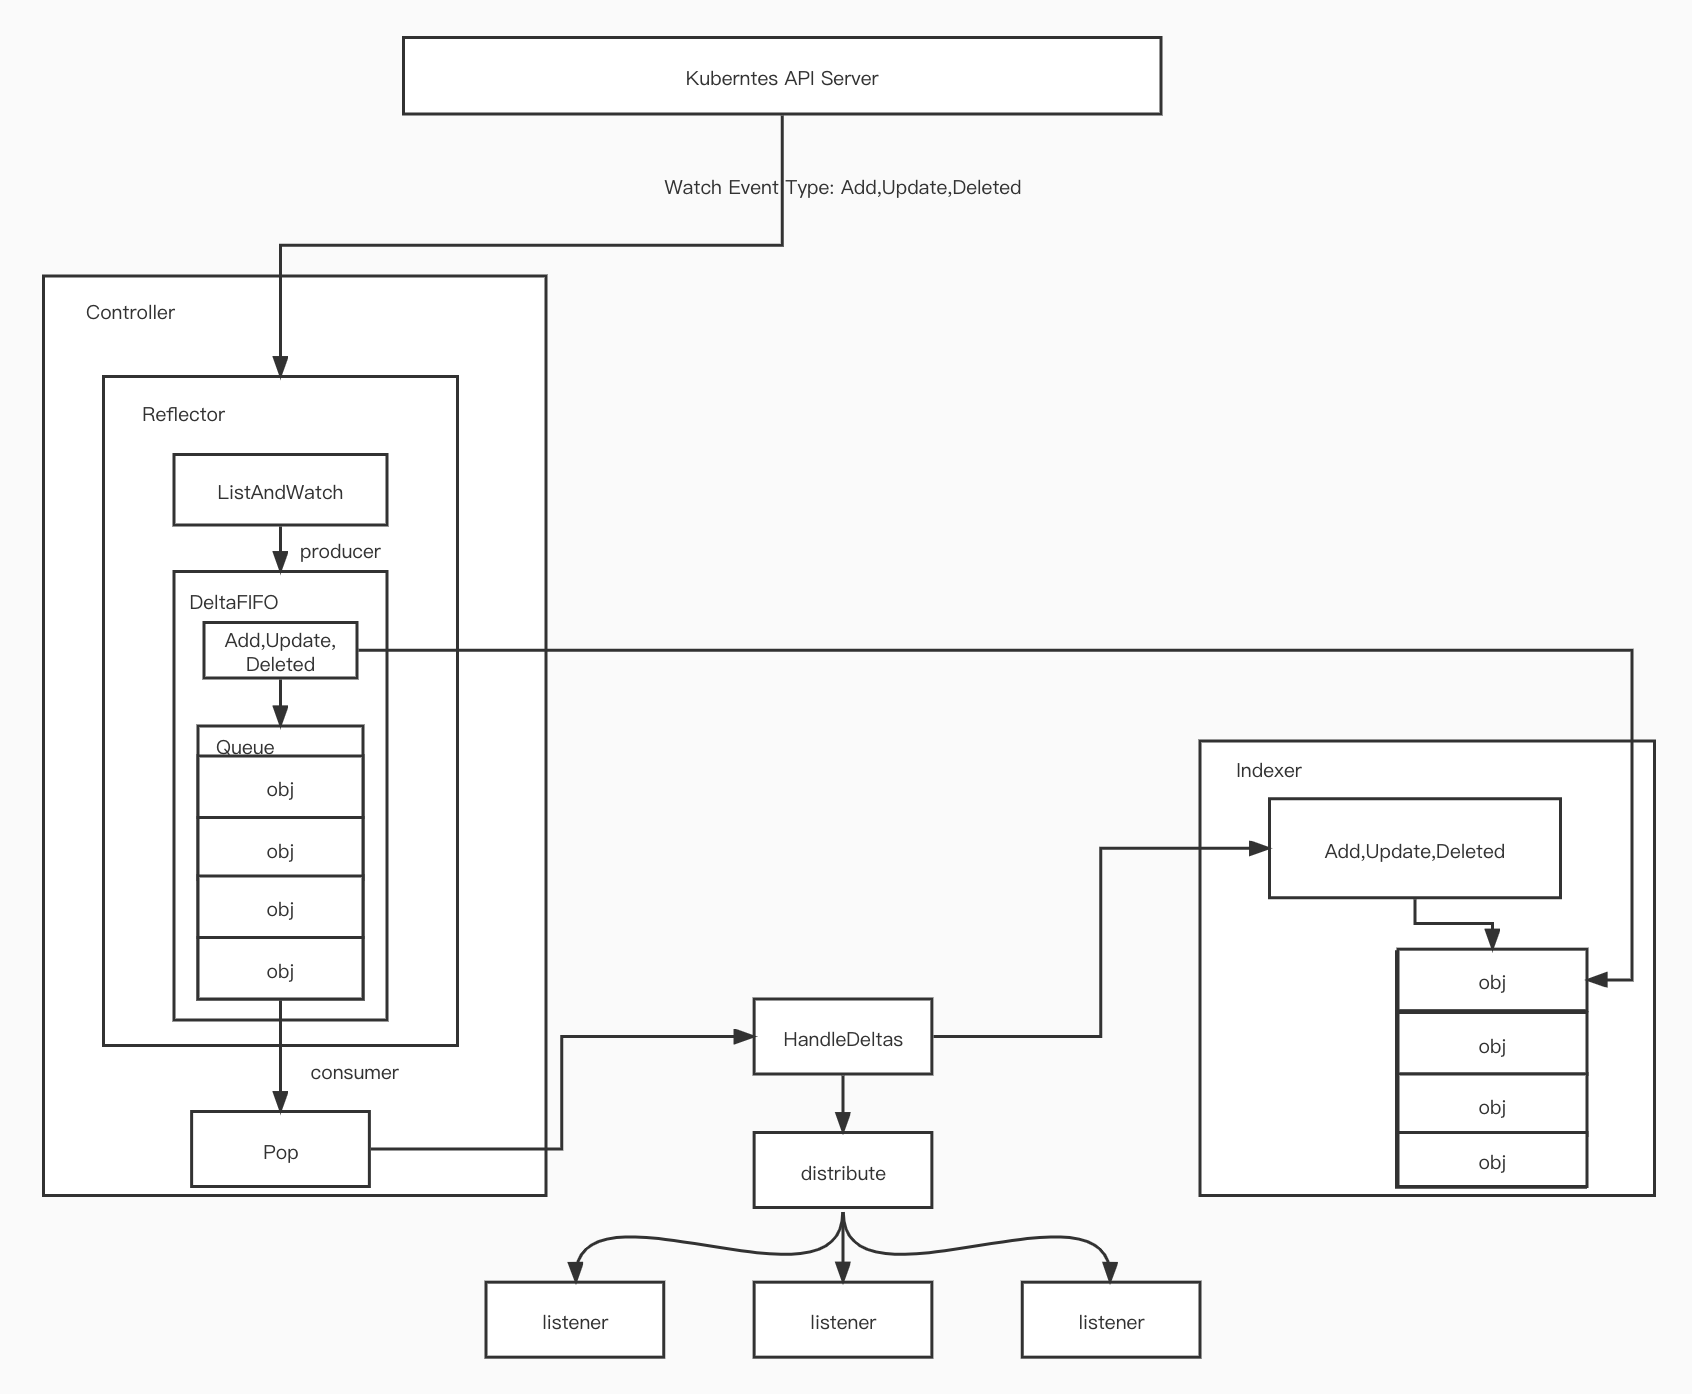 Kuberntes API Server
Watch Event Type: Add,Update,Deleted
Controller
Reflector
ListAndWatch
producer
DeltaFIFO
Add,Update,
Deleted
Queue
obj
obj
obj
obj
consumer
Pop
HandleDeltas
distribute
listener
listener
listener
Indexer
Add,Update,Deleted
obj
obj
obj
obj